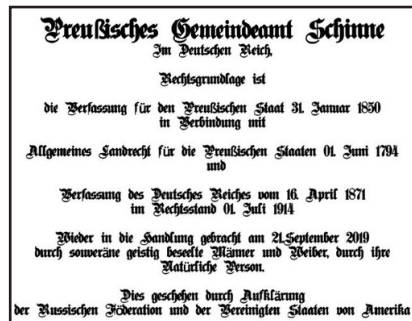 Preußisches Gemeindeamt Schinne
Im Deutschen Reich,
Rechtsgrundlage ist
die Verfassung für den Preußischen Staat 31. Januar 1850
in Verbindung mit
Allgemeines Landrecht für die Preußischen Staaten 01. Juni 1794
und
Verfassung des Deutsches Reiches vom 16. April 1871
im Rechtsstand 01. Juli 1914
Wieder in die Handlung gebracht am 21.September 2019
durch souveräne geistig beseelte Männer und Weiber, durch ihre
Natürliche Person.
Dies geschehen durch Aufklärung
der Russischen Föderation und der Vereinigten Staaten von Amerika